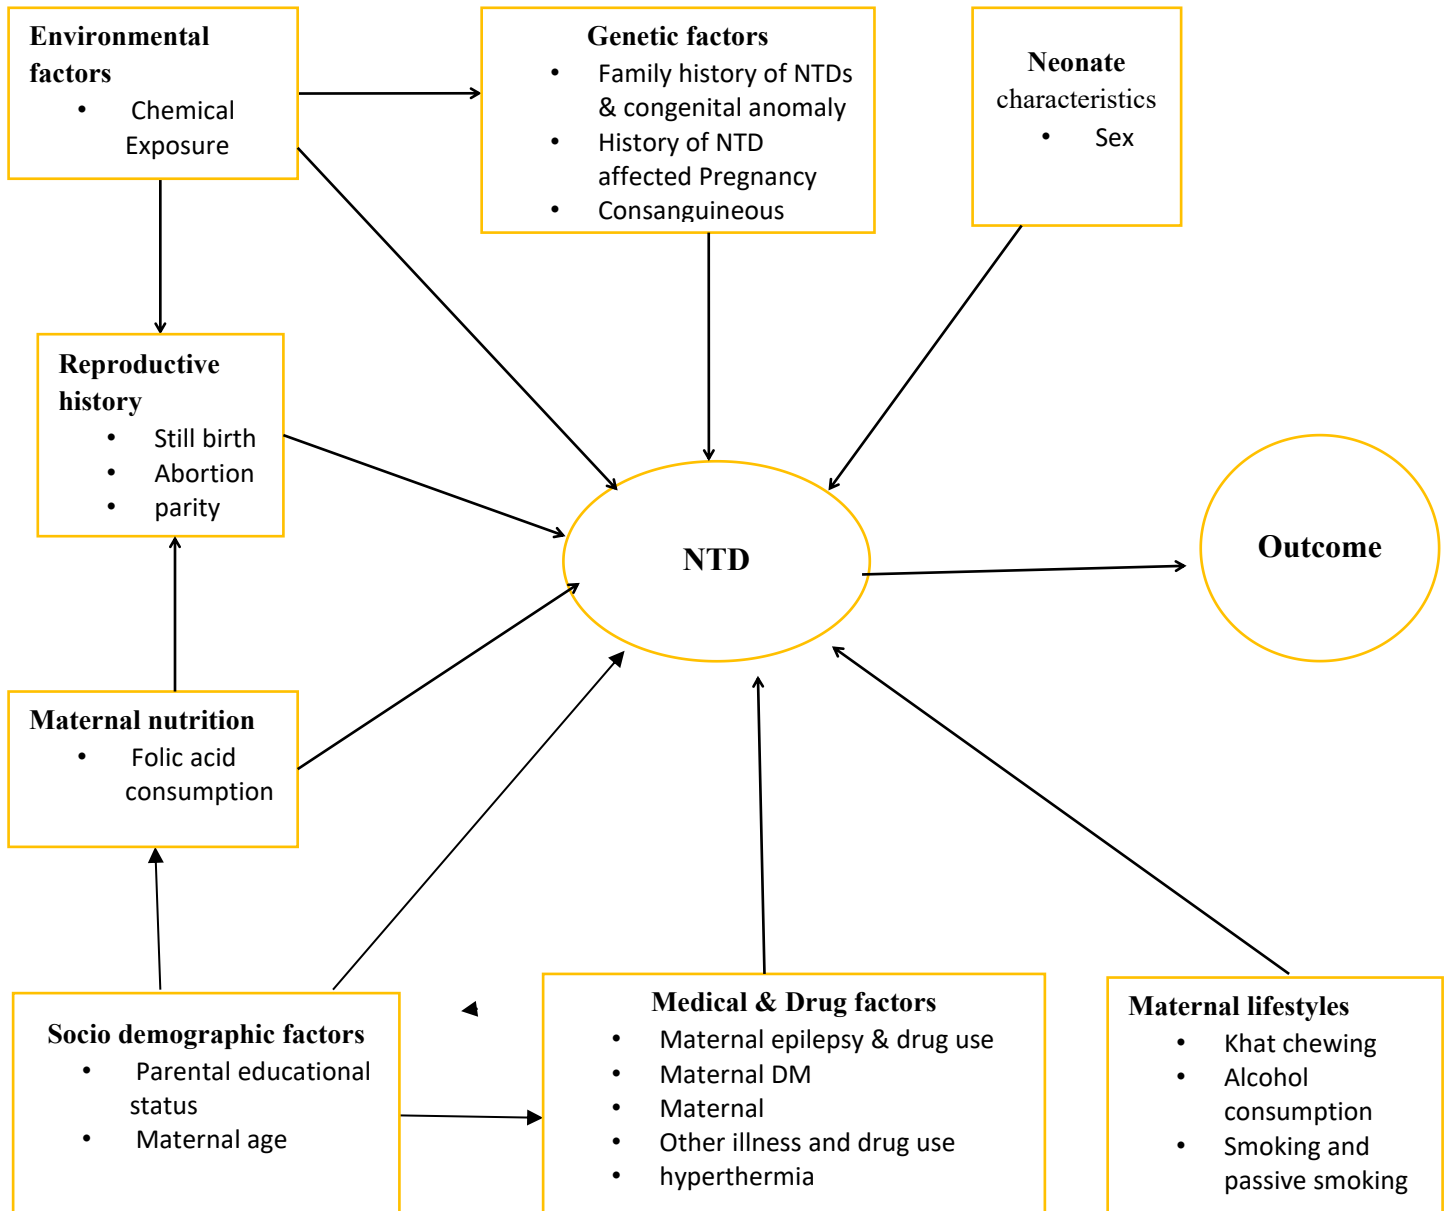 Environmental
factors
• Chemical
Exposure
Genetic factors
• Family history of NTDs
& congenital anomaly
• History of NTD
affected Pregnancy
• Consanguineous
Neonate
characteristics
• Sex
Reproductive
history
• Still birth
• Abortion
• parity
NTD
Outcome
Maternal nutrition
• Folic acid
consumption
Socio demographic factors
• Parental educational
status
• Maternal age
Medical & Drug factors
• Maternal epilepsy & drug use
• Maternal DM
• Maternal
• Other illness and drug use
• hyperthermia
Maternal lifestyles
• Khat chewing
• Alcohol
consumption
• Smoking and
passive smoking